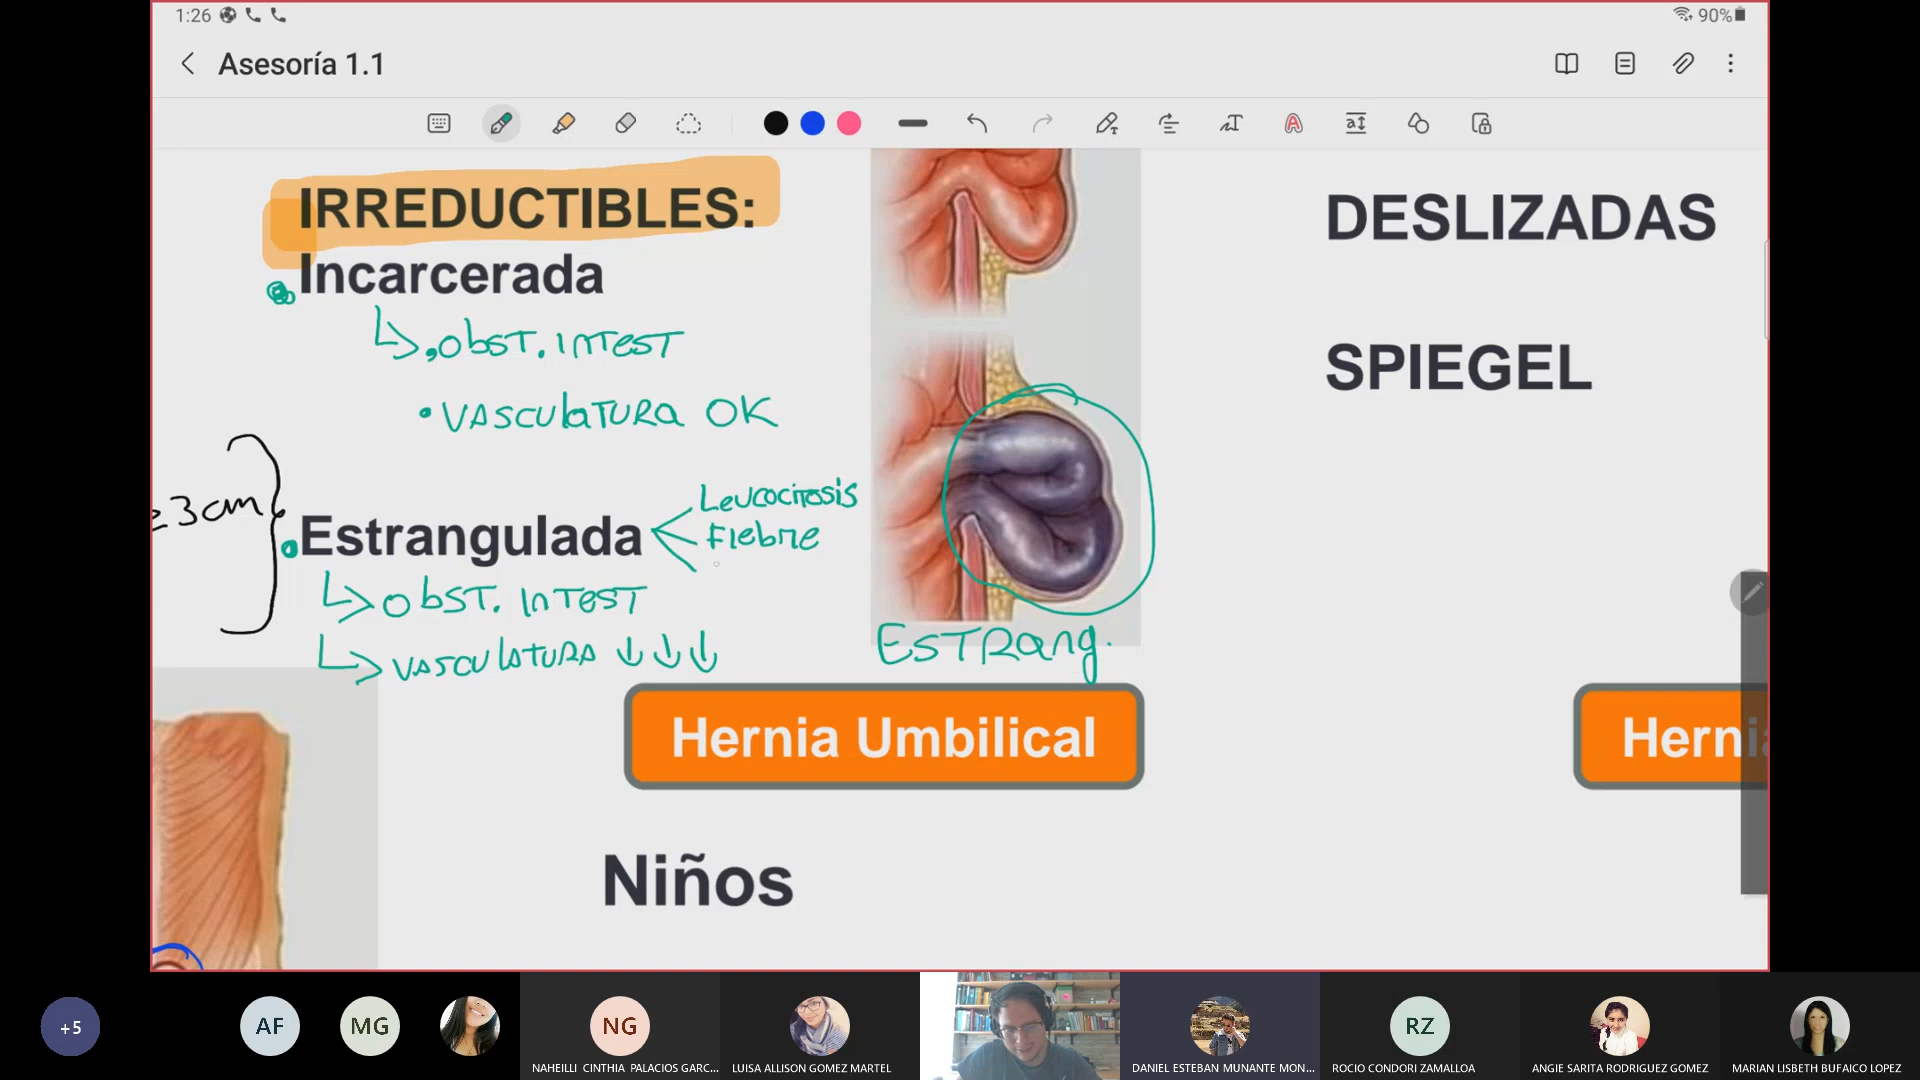 1:26
90%
Asesoría 1.1
IRREDUCTIBLES:
Incarcerada
obst. intest
• VASCULATURA OK
3cm
Estrangulada
Leucocitosis
Fiebre
obst. intest
VASCULATURA ↓↓↓
ESTRang.
DESLIZADAS
SPIEGEL
Hernia Umbilical
Herni
Niños
+5
AF
MG
NG
RZ
NAHEILLI CINTHIA PALACIOS GARC...
LUISA ALLISON GOMEZ MARTEL
DANIEL ESTEBAN MUNANTE MON...
ROCIO CONDORI ZAMALLOA
ANGIE SARITA RODRIGUEZ GOMEZ
MARIAN LISBETH BUFAICO LOPEZ